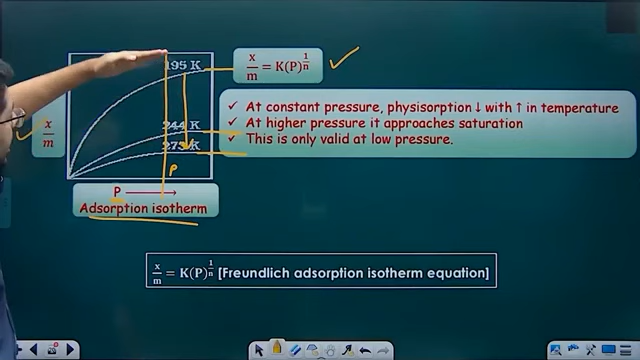 195 K
244 K
273 K
x/m
P
P
Adsorption isotherm
x/m = K(P)^1/n
✓ At constant pressure, physisorption ↓ with ↑ in temperature
✓ At higher pressure it approaches saturation
✓ This is only valid at low pressure.
x/m = K(P)^1/n [Freundlich adsorption isotherm equation]